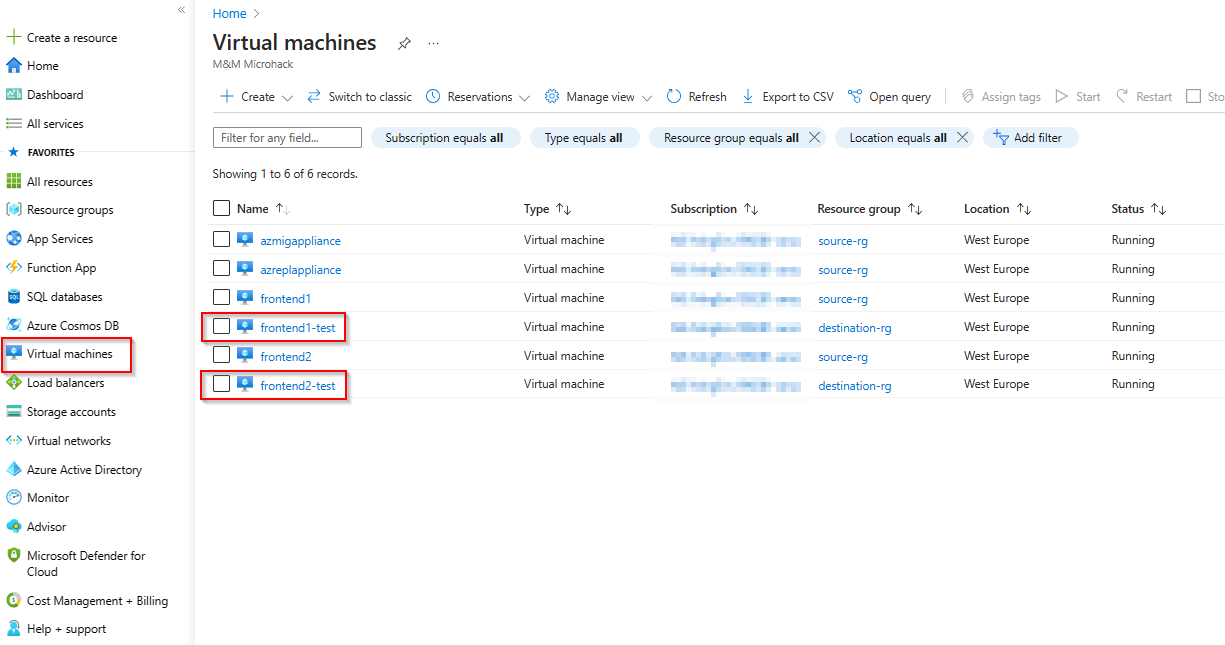 «
Create a resource
Home
Dashboard
All services
FAVORITES
All resources
Resource groups
App Services
Function App
SQL databases
Azure Cosmos DB
Virtual machines
Load balancers
Storage accounts
Virtual networks
Azure Active Directory
Monitor
Advisor
Microsoft Defender for
Cloud
Cost Management + Billing
Help + support
Home >
Virtual machines ...
M&M Microhack
Create Switch to classic Reservations Manage view Refresh Export to CSV Open query Assign tags Start Restart Sto
Filter for any field... Subscription equals all Type equals all Resource group equals all Location equals all Add filter
Showing 1 to 6 of 6 records.
Name ↑↓ Type ↑↓ Subscription ↑↓ Resource group ↑↓ Location ↑↓ Status ↑↓
azmigappliance Virtual machine source-rg West Europe Running
azreplappliance Virtual machine source-rg West Europe Running
frontend1 Virtual machine source-rg West Europe Running
frontend1-test Virtual machine destination-rg West Europe Running
frontend2 Virtual machine source-rg West Europe Running
frontend2-test Virtual machine destination-rg West Europe Running